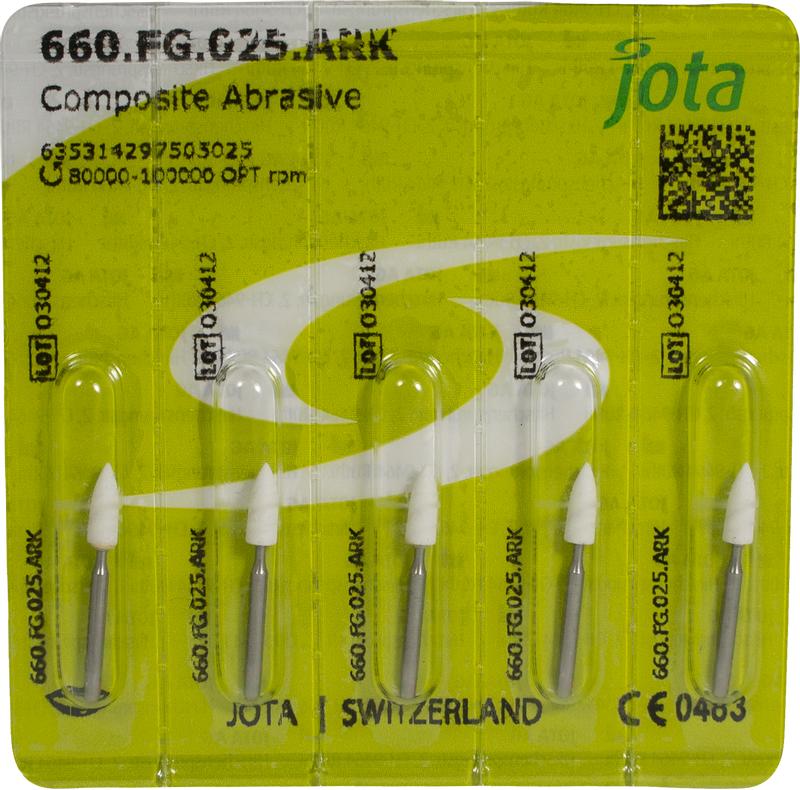 660.FG.025.ARK
Composite Abrasive
jota
635314297503025
80000-100000 OPT rpm
LOT 030412
LOT 030412
LOT 030412
LOT 030412
LOT 030412
660.FG.025.ARK
660.FG.025.ARK
660.FG.025.ARK
660.FG.025.ARK
660.FG.025.ARK
JOTA | SWITZERLAND
CE 0483